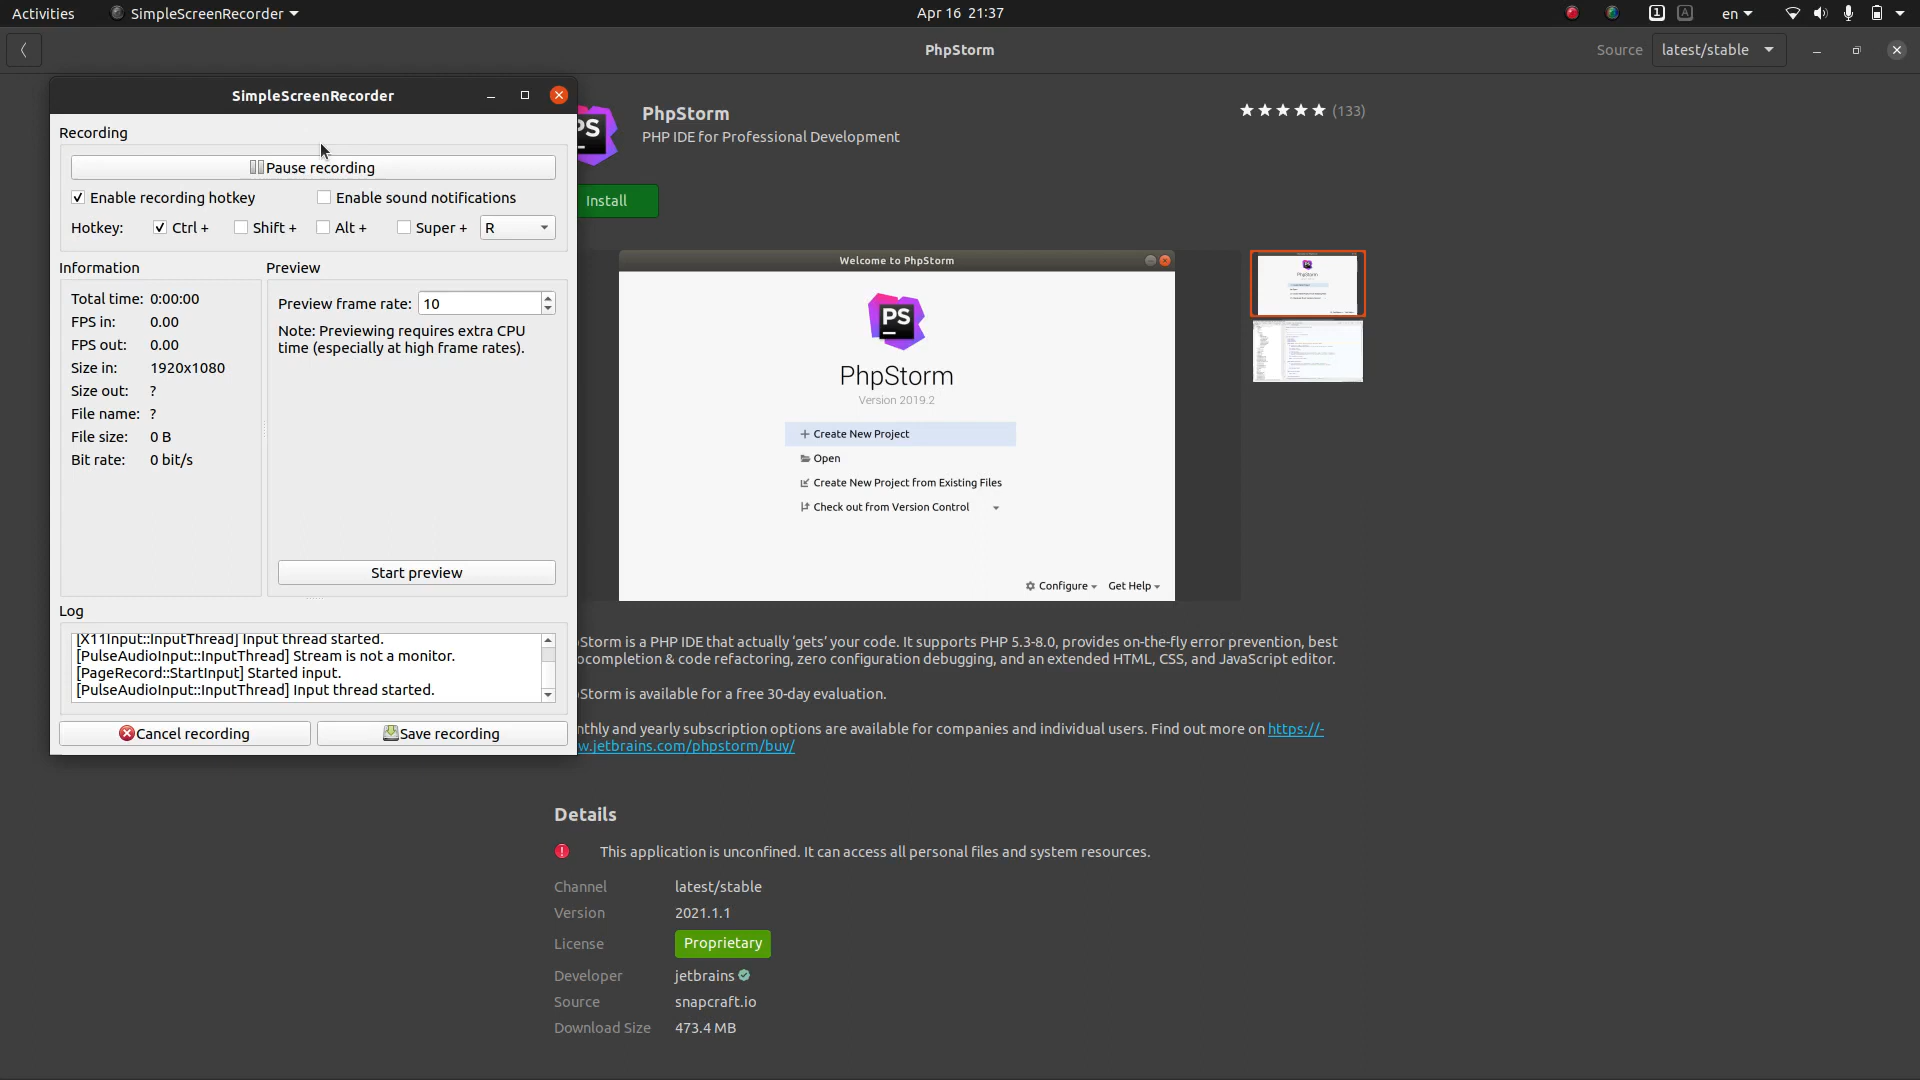 Activities
SimpleScreenRecorder
Apr 16 21:37
1
A
en
PhpStorm
Source latest/stable
SimpleScreenRecorder
Recording
Pause recording
Enable recording hotkey
Enable sound notifications
Hotkey: Ctrl + Shift + Alt + Super + R
Information
Total time: 0:00:00
FPS in: 0.00
FPS out: 0.00
Size in: 1920x1080
Size out: ?
File name: ?
File size: 0 B
Bit rate: 0 bit/s
Preview
Preview frame rate: 10
Note: Previewing requires extra CPU
time (especially at high frame rates).
Start preview
Log
[X11Input::InputThread] Input thread started.
[PulseAudioInput::InputThread] Stream is not a monitor.
[PageRecord::StartInput] Started input.
[PulseAudioInput::InputThread] Input thread started.
Cancel recording
Save recording
PS
PhpStorm
PHP IDE for Professional Development
(133)
Install
Welcome to PhpStorm
PS
PhpStorm
Version 2019.2
Create New Project
Open
Create New Project from Existing Files
Check out from Version Control
Configure
Get Help
Storm is a PHP IDE that actually ‘gets’ your code. It supports PHP 5.3-8.0, provides on-the-fly error prevention, best
ocompletion & code refactoring, zero configuration debugging, and an extended HTML, CSS, and JavaScript editor.
Storm is available for a free 30-day evaluation.
nthly and yearly subscription options are available for companies and individual users. Find out more on https://-
w.jetbrains.com/phpstorm/buy/
Details
This application is unconfined. It can access all personal files and system resources.
Channel latest/stable
Version 2021.1.1
License Proprietary
Developer jetbrains
Source snapcraft.io
Download Size 473.4 MB